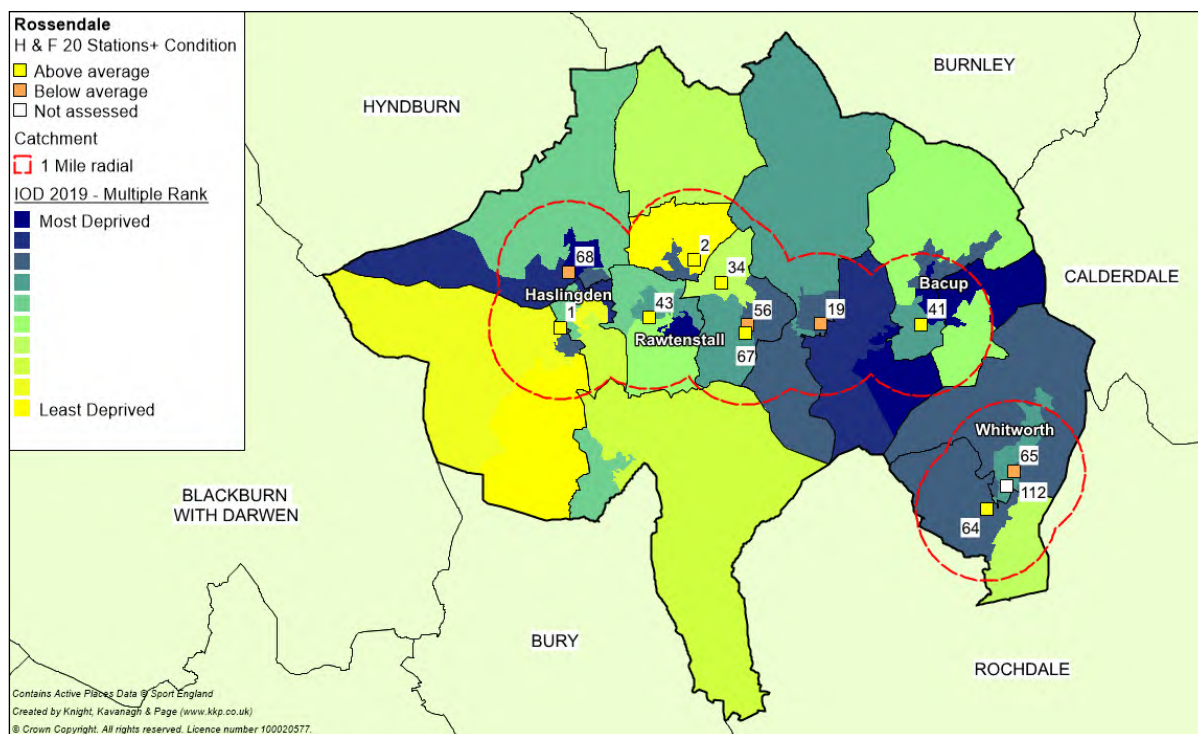 Rossendale
H & F 20 Stations+ Condition
Above average
Below average
Not assessed
Catchment
1 Mile radial
IOD 2019 - Multiple Rank
Most Deprived
Least Deprived
BURNLEY
HYNDBURN
CALDERDALE
68
2
34
Haslingden
Bacup
1
43
56
19
41
Rawtenstall
67
Whitworth
65
112
64
BLACKBURN
WITH DARWEN
BURY
ROCHDALE
Contains Active Places Data © Sport England
Created by Knight, Kavanagh & Page (www.kkp.co.uk)
© Crown Copyright. All rights reserved. Licence number 100020577.